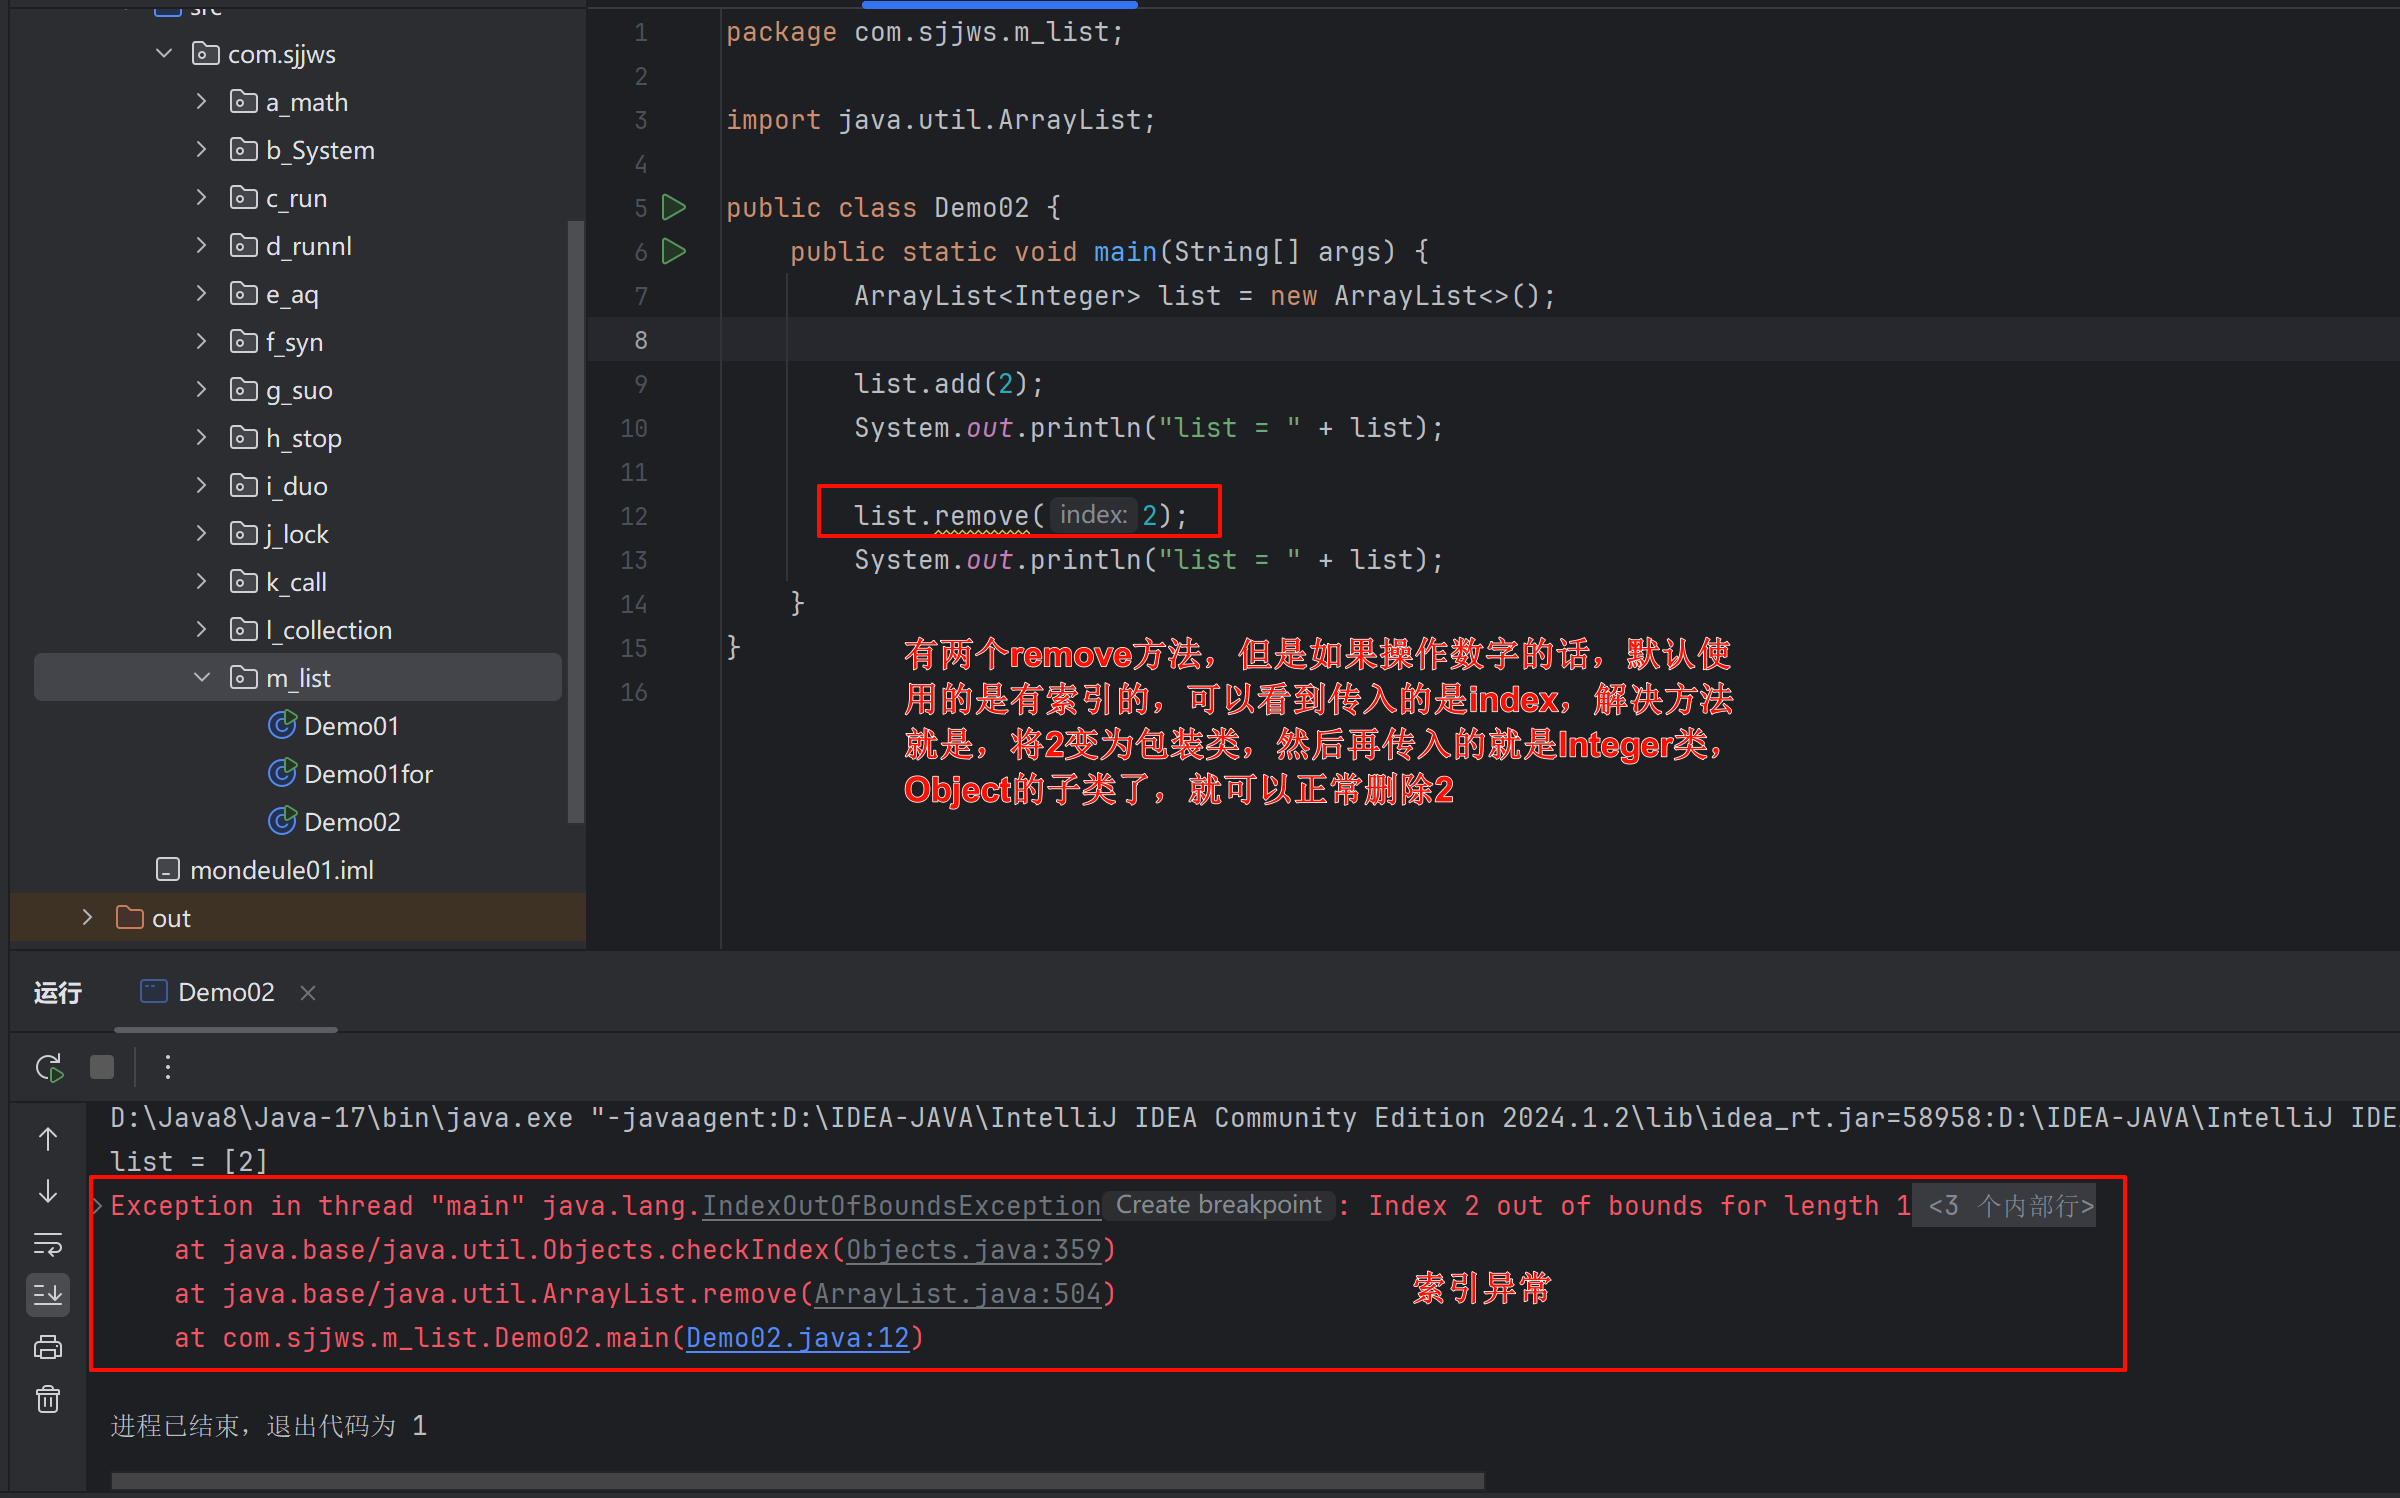 src
com.sjjws
a_math
b_System
c_run
d_runnl
e_aq
f_syn
g_suo
h_stop
i_duo
j_lock
k_call
l_collection
m_list
Demo01
Demo01for
Demo02
mondeule01.iml
out
1 package com.sjjws.m_list;
2
3 import java.util.ArrayList;
4
5 public class Demo02 {
6 public static void main(String[] args) {
7 ArrayList<Integer> list = new ArrayList<>();
8
9 list.add(2);
10 System.out.println("list = " + list);
11
12 list.remove( index: 2);
13 System.out.println("list = " + list);
14 }
15 }
16
有两个remove方法，但是如果操作数字的话，默认使
用的是有索引的，可以看到传入的是index，解决方法
就是，将2变为包装类，然后再传入的就是Integer类，
Object的子类了，就可以正常删除2
运行 Demo02
D:\Java8\Java-17\bin\java.exe "-javaagent:D:\IDEA-JAVA\IntelliJ IDEA Community Edition 2024.1.2\lib\idea_rt.jar=58958:D:\IDEA-JAVA\IntelliJ IDE
list = [2]
Exception in thread "main" java.lang.IndexOutOfBoundsException Create breakpoint : Index 2 out of bounds for length 1 <3 个内部行>
at java.base/java.util.Objects.checkIndex(Objects.java:359)
at java.base/java.util.ArrayList.remove(ArrayList.java:504)
索引异常
at com.sjjws.m_list.Demo02.main(Demo02.java:12)
进程已结束，退出代码为 1